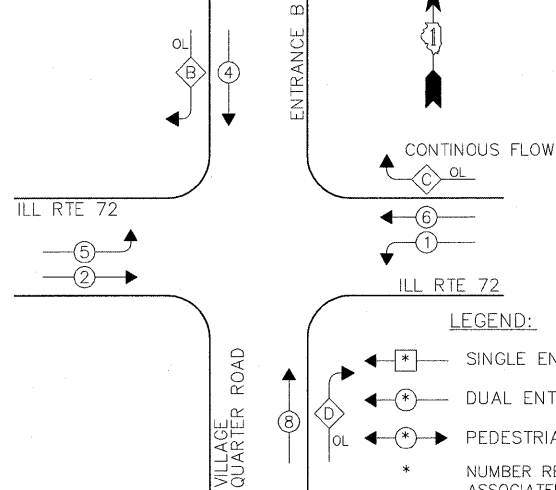 OL
B
4
ENTRANCE B
1
CONTINOUS FLOW
C
OL
ILL RTE 72
6
5
1
2
ILL RTE 72
LEGEND:
*
SINGLE EN
*
DUAL ENT
*
PEDESTRIA
*
NUMBER RE
ASSOCIATE
VILLAGE
QUARTER ROAD
8
D
OL